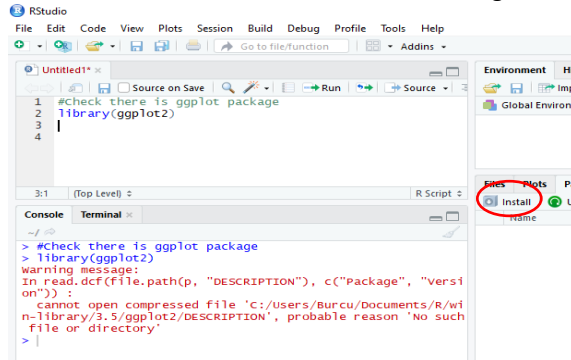 RStudio
File Edit Code View Plots Session Build Debug Profile Tools Help
Go to file/function Addins
Untitled1* ×
Source on Save Run Source
1 #Check there is ggplot package
2 library(ggplot2)
3
4
3:1 (Top Level) R Script
Console Terminal ×
~/
> #Check there is ggplot package
> library(ggplot2)
Warning message:
In read.dcf(file.path(p, "DESCRIPTION"), c("Package", "Versi
on")) :
cannot open compressed file 'C:/Users/Burcu/Documents/R/wi
n-library/3.5/ggplot2/DESCRIPTION', probable reason 'No such
file or directory'
>
Environment H
Imp
Global Environ
Files Plots P
Install U
Name